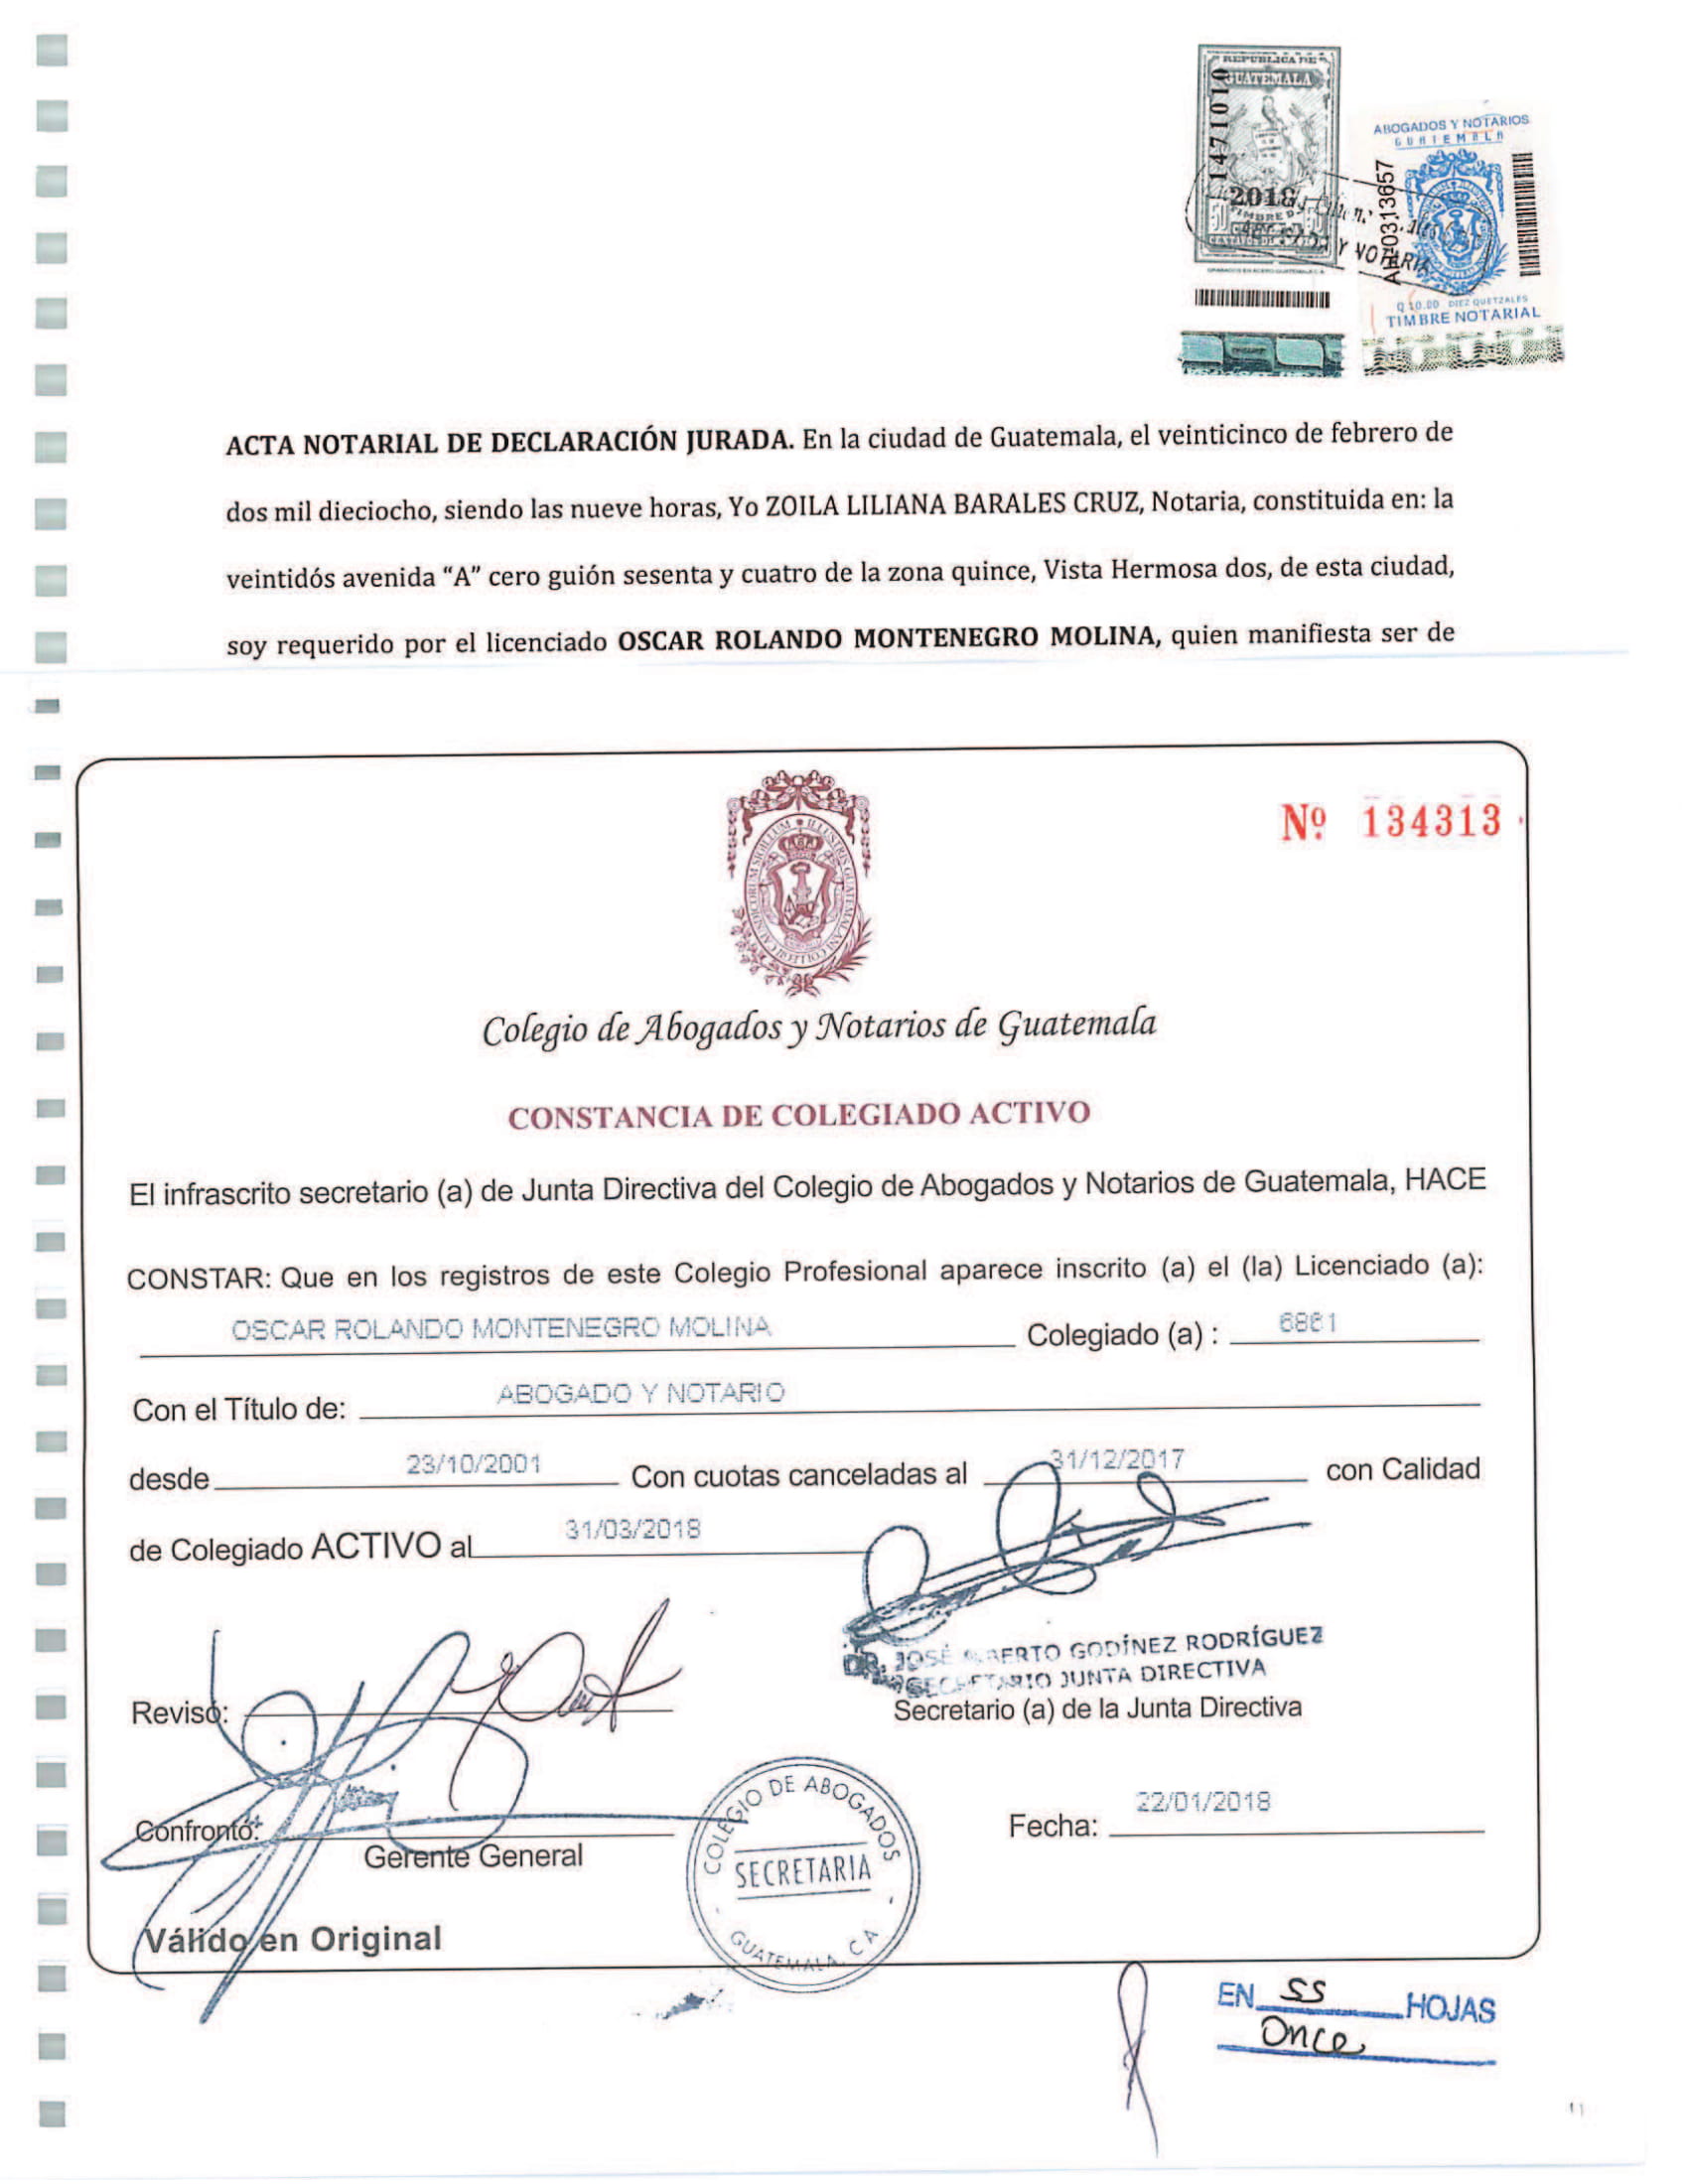 REPUBLICA DE
GUATEMALA
1471010
2018
TIMBRE
50 50
ABOGADOS Y NOTARIOS
GUATEMALA
0313657
Y NOTARIA
Q 10.00 DIEZ QUETZALES
TIMBRE NOTARIAL
ACTA NOTARIAL DE DECLARACIÓN JURADA. En la ciudad de Guatemala, el veinticinco de febrero de
dos mil dieciocho, siendo las nueve horas, Yo ZOILA LILIANA BARALES CRUZ, Notaria, constituida en: la
veintidós avenida “A” cero guión sesenta y cuatro de la zona quince, Vista Hermosa dos, de esta ciudad,
soy requerido por el licenciado OSCAR ROLANDO MONTENEGRO MOLINA, quien manifiesta ser de
Nº 134313
Colegio de Abogados y Notarios de Guatemala
CONSTANCIA DE COLEGIADO ACTIVO
El infrascrito secretario (a) de Junta Directiva del Colegio de Abogados y Notarios de Guatemala, HACE
CONSTAR: Que en los registros de este Colegio Profesional aparece inscrito (a) el (la) Licenciado (a):
OSCAR ROLANDO MONTENEGRO MOLINA Colegiado (a) : 6861
Con el Título de: ABOGADO Y NOTARIO
desde 23/10/2001 Con cuotas canceladas al 31/12/2017 con Calidad
de Colegiado ACTIVO al 31/03/2018
DR. JOSÉ ALBERTO GODÍNEZ RODRÍGUEZ
SECRETARIO JUNTA DIRECTIVA
Revisó: Secretario (a) de la Junta Directiva
COLEGIO DE ABOGADOS
SECRETARIA
GUATEMALA, C A
Fecha: 22/01/2018
Confrontó:
Gerente General
Válido en Original
EN SS HOJAS
Once
11